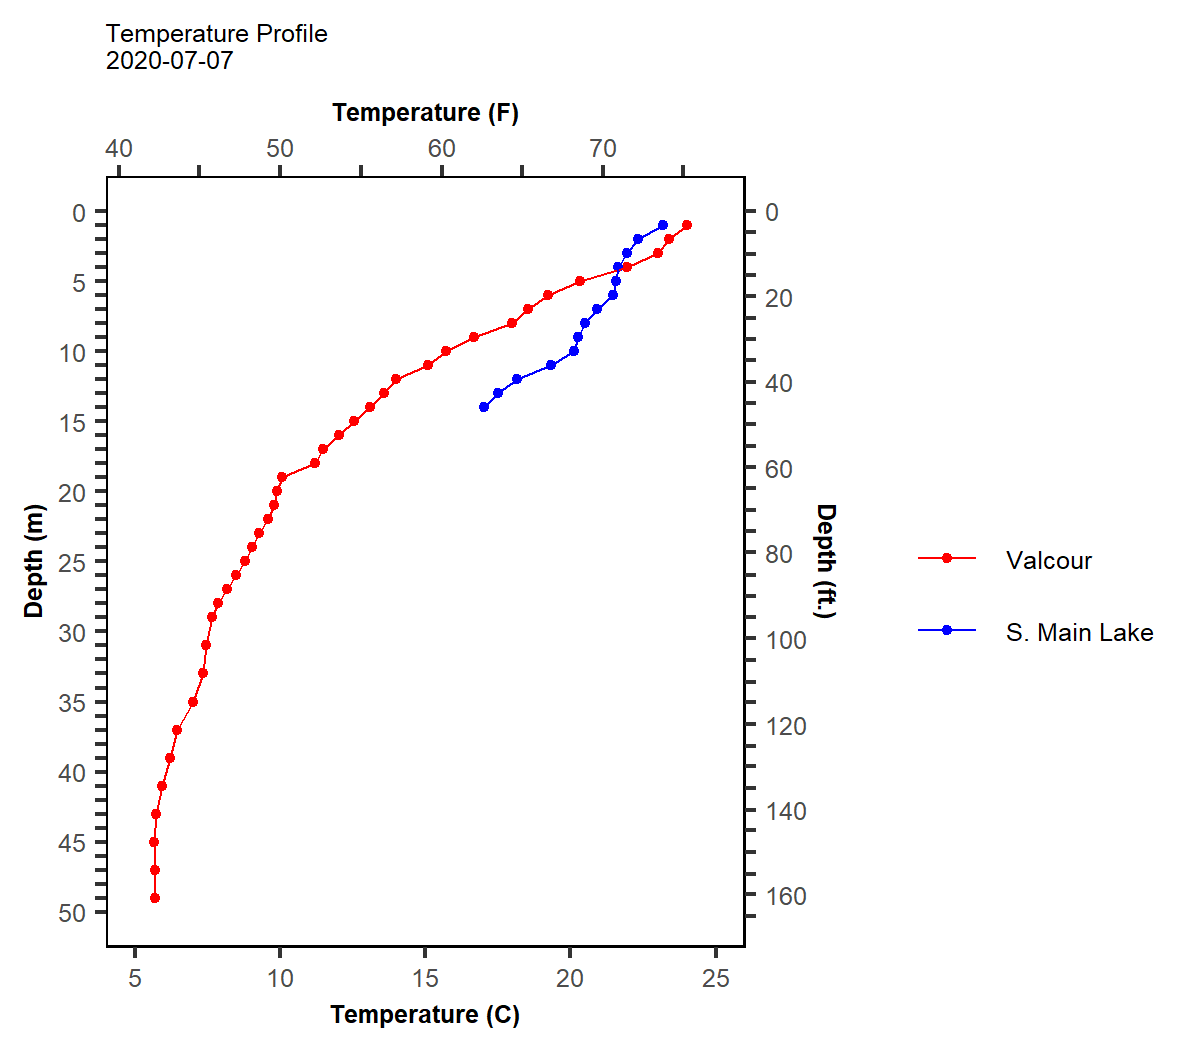 Temperature Profile
2020-07-07
Temperature (F)
40 50 60 70
0 0
5
20
10
40
15
60
20
Depth (m)
Depth (ft.)
80
25
Valcour
30
100
S. Main Lake
35
120
40
140
45
160
50
5 10 15 20 25
Temperature (C)